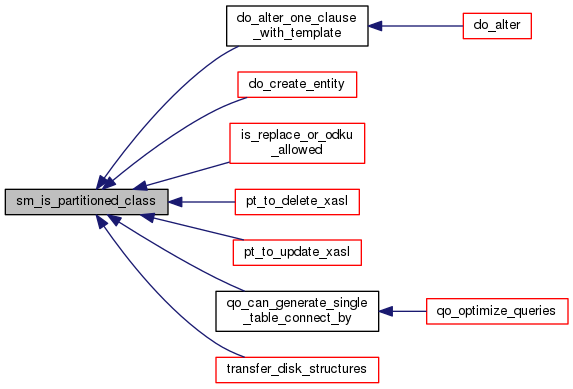 do_alter_one_clause
_with_template
do_alter
do_create_entity
is_replace_or_odku
_allowed
sm_is_partitioned_class
pt_to_delete_xasl
pt_to_update_xasl
qo_can_generate_single
_table_connect_by
qo_optimize_queries
transfer_disk_structures